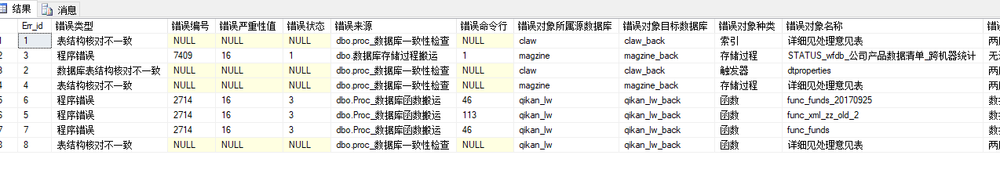 结果 消息
Err_id 错误类型 错误编号 错误严重性值 错误状态 错误来源 错误命令行 错误对象所属源数据库 错误对象目标数据库 错误对象种类 错误对象名称
1 1 表结构核对不一致 NULL NULL NULL dbo.proc_数据库一致性检查 NULL claw claw_back 索引 详细见处理意见表 两
2 3 程序错误 7409 16 1 dbo.数据库存储过程搬运 1 magzine magzine_back 存储过程 STATUS_wfdb_公司产品数据清单_跨机器统计 无
3 2 数据库表结构核对不一致 NULL NULL NULL dbo.proc_数据库一致性检查 NULL claw claw_back 触发器 dtproperties 两
4 4 表结构核对不一致 NULL NULL NULL dbo.proc_数据库一致性检查 NULL magzine magzine_back 存储过程 详细见处理意见表 两
5 6 程序错误 2714 16 3 dbo.Proc_数据库函数搬运 46 qikan_lw qikan_lw_back 函数 func_funds_20170925 数
6 5 程序错误 2714 16 3 dbo.Proc_数据库函数搬运 113 qikan_lw qikan_lw_back 函数 func_xml_zz_old_2 数
7 7 程序错误 2714 16 3 dbo.Proc_数据库函数搬运 46 qikan_lw qikan_lw_back 函数 func_funds 数
8 8 表结构核对不一致 NULL NULL NULL dbo.proc_数据库一致性检查 NULL qikan_lw qikan_lw_back 函数 详细见处理意见表 两